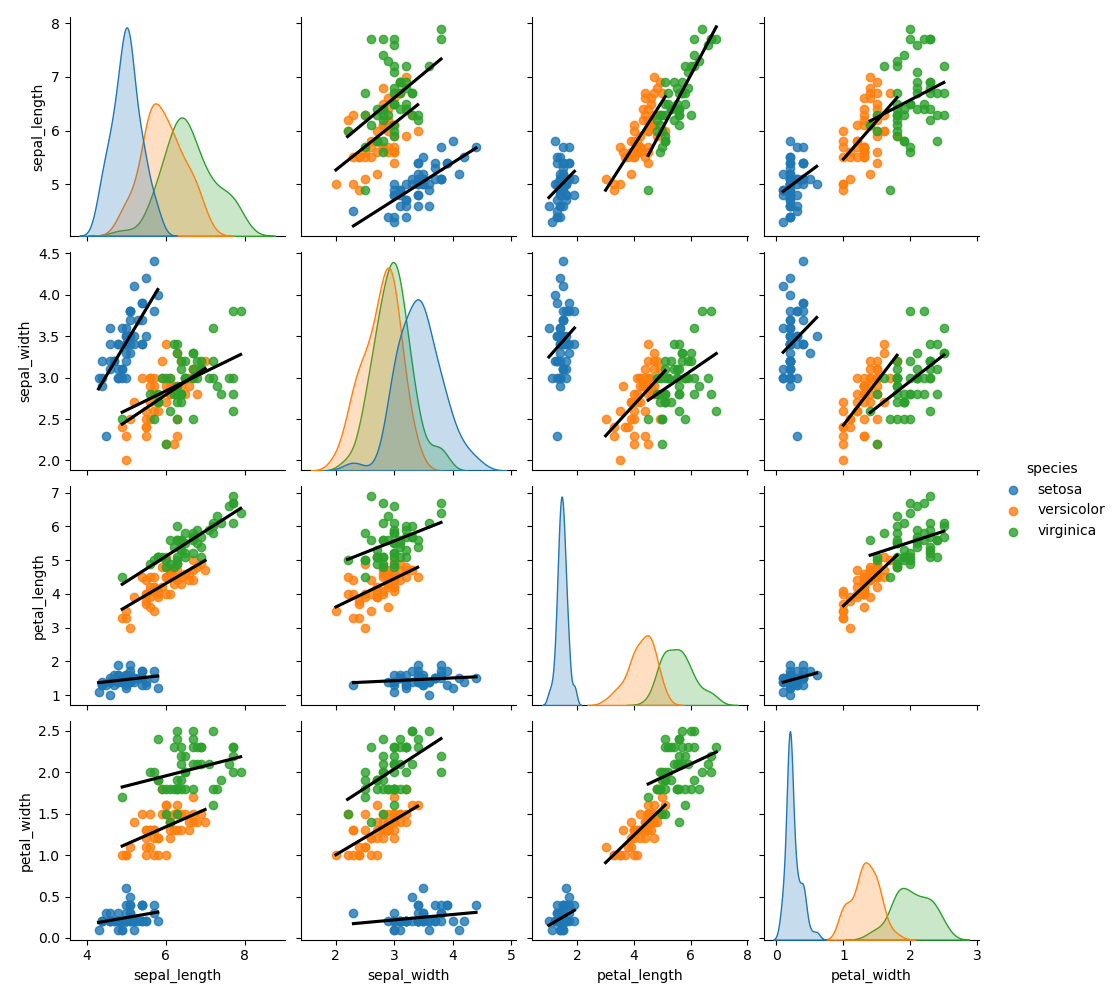 8
7
6
5
sepal_length
4.5
4.0
3.5
3.0
2.5
2.0
sepal_width
7
6
5
4
3
2
1
petal_length
2.5
2.0
1.5
1.0
0.5
0.0
petal_width
4 6 8
sepal_length
2 3 4 5
sepal_width
2 4 6 8
petal_length
0 1 2 3
petal_width
species
setosa
versicolor
virginica